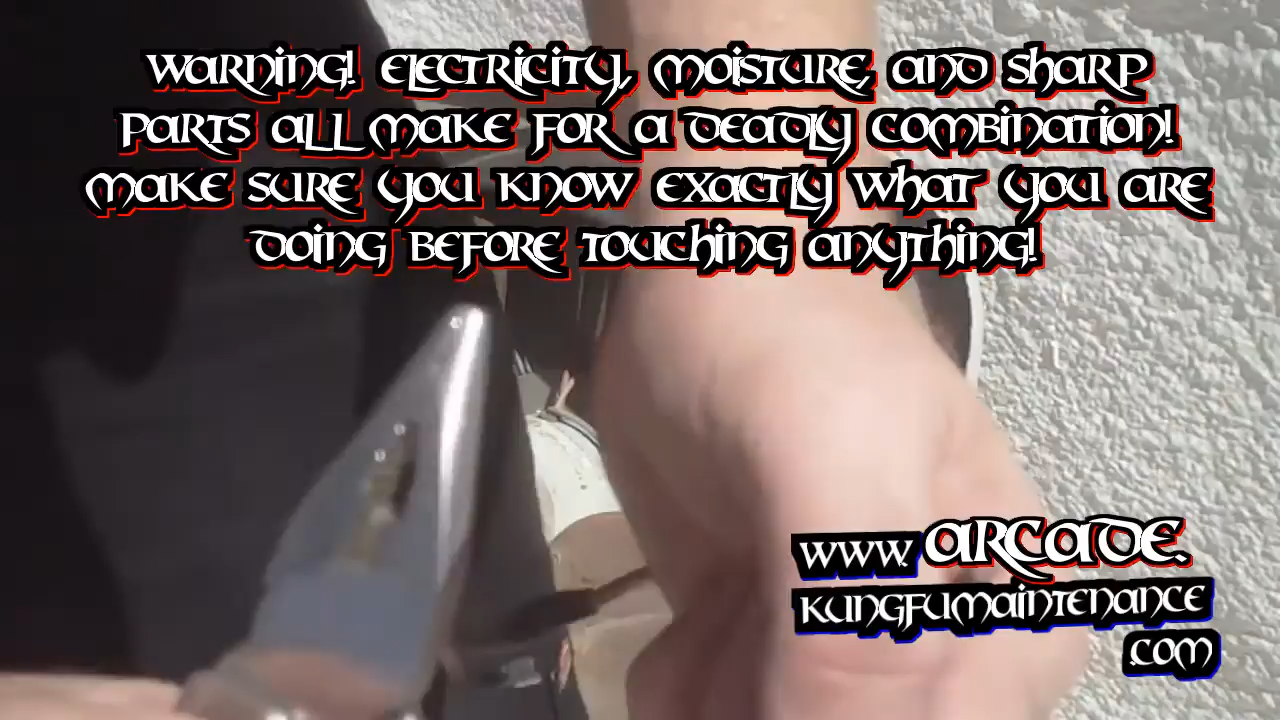 Warning! Electricity, moisture, and sharp
parts all make for a deadly combination!
Make sure you know exactly what you are
doing before touching anything!
www.arcade.
kungfumaintenance
.com